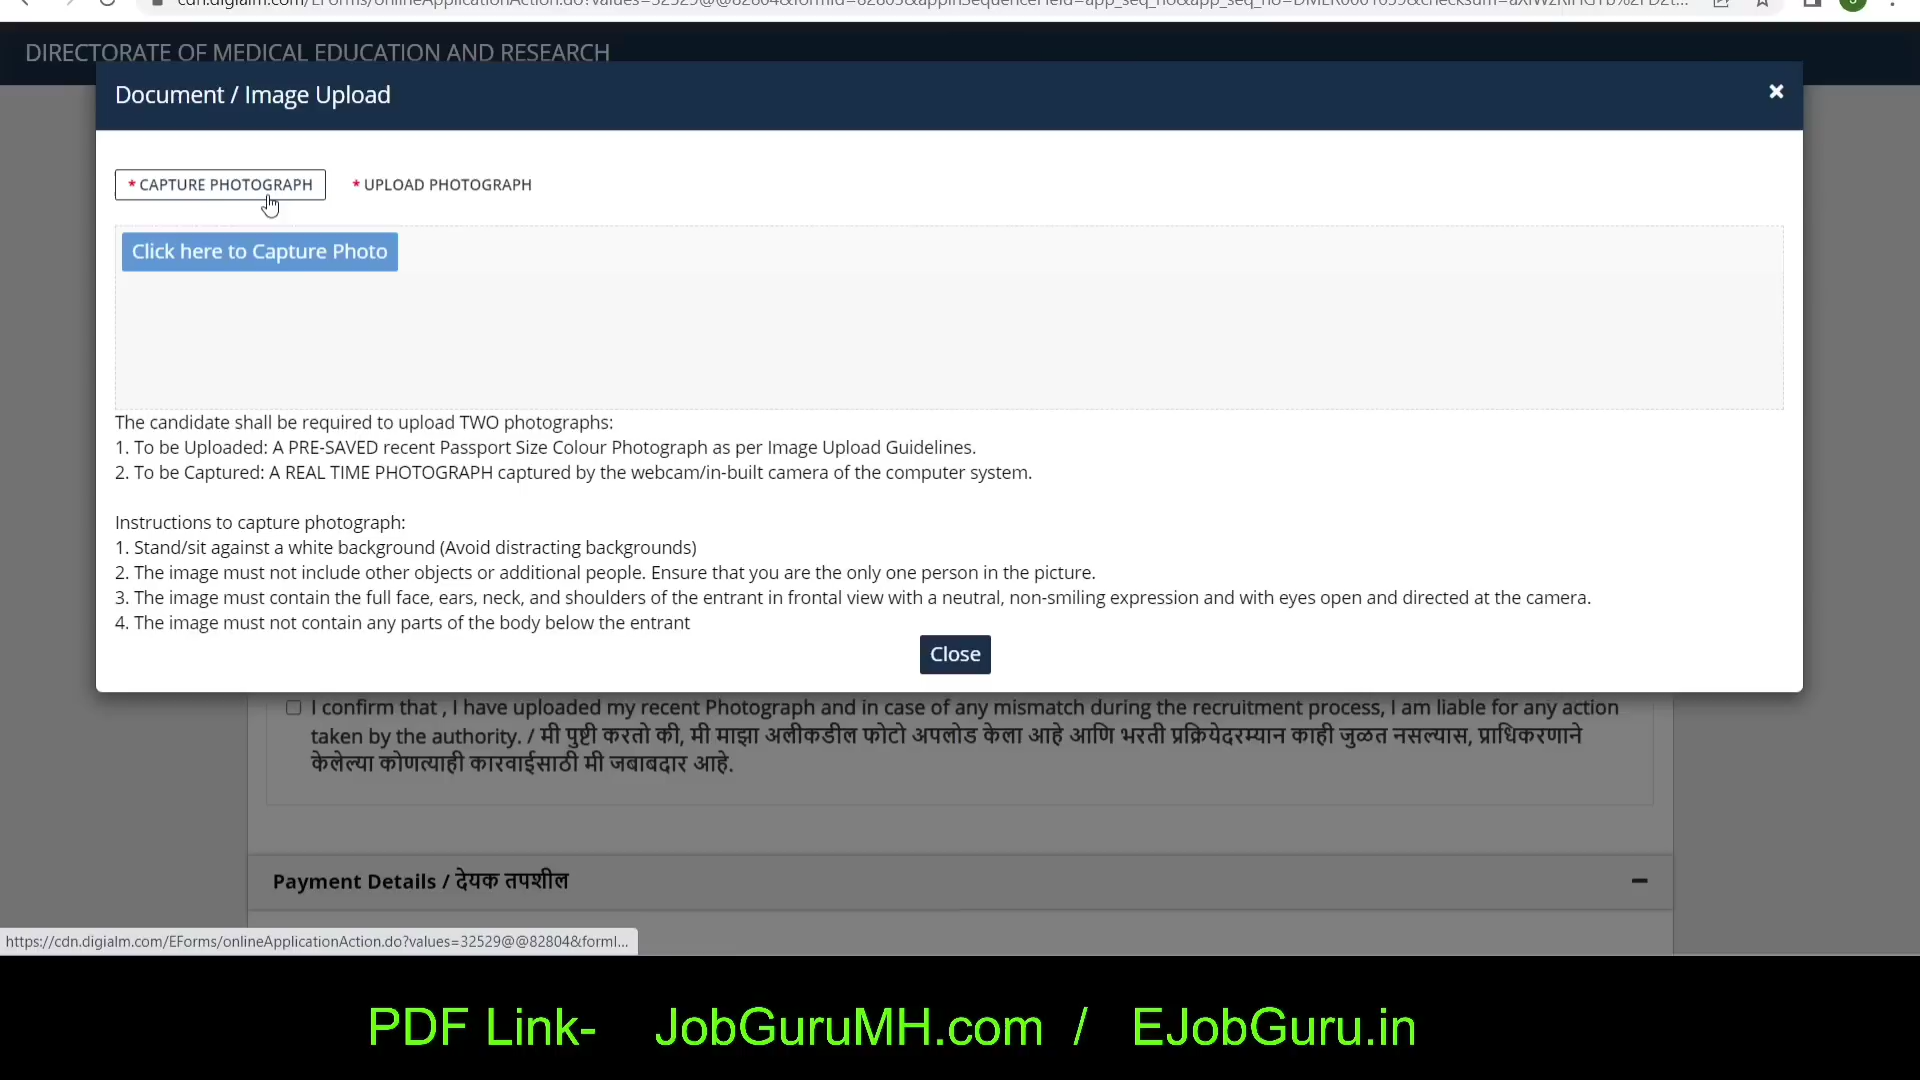 DIRECTORATE OF MEDICAL EDUCATION AND RESEARCH
Document / Image Upload
* CAPTURE PHOTOGRAPH * UPLOAD PHOTOGRAPH
Click here to Capture Photo
The candidate shall be required to upload TWO photographs:
1. To be Uploaded: A PRE-SAVED recent Passport Size Colour Photograph as per Image Upload Guidelines.
2. To be Captured: A REAL TIME PHOTOGRAPH captured by the webcam/in-built camera of the computer system.
Instructions to capture photograph:
1. Stand/sit against a white background (Avoid distracting backgrounds)
2. The image must not include other objects or additional people. Ensure that you are the only one person in the picture.
3. The image must contain the full face, ears, neck, and shoulders of the entrant in frontal view with a neutral, non-smiling expression and with eyes open and directed at the camera.
4. The image must not contain any parts of the body below the entrant
Close
I confirm that , I have uploaded my recent Photograph and in case of any mismatch during the recruitment process, I am liable for any action
taken by the authority. / मी पुष्टी करतो की, मी माझा अलीकडील फोटो अपलोड केला आहे आणि भरती प्रक्रियेदरम्यान काही जुळत नसल्यास, प्राधिकरणाने
केलेल्या कोणत्याही कारवाईसाठी मी जबाबदार आहे.
Payment Details / देयक तपशील
https://cdn.digialm.com/EForms/onlineApplicationAction.do?values=32529@@82804&formI...
PDF Link- JobGuruMH.com / EJobGuru.in